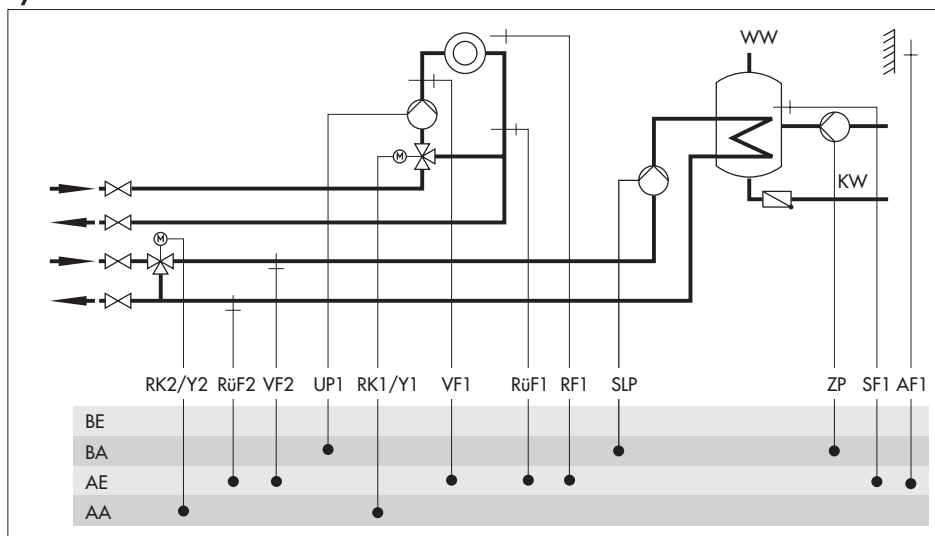 WW
M
KW
M
RK2/Y2 RüF2 VF2 UP1 RK1/Y1 VF1 RüF1 RF1 SLP ZP SF1 AF1
BE
BA
AE
AA